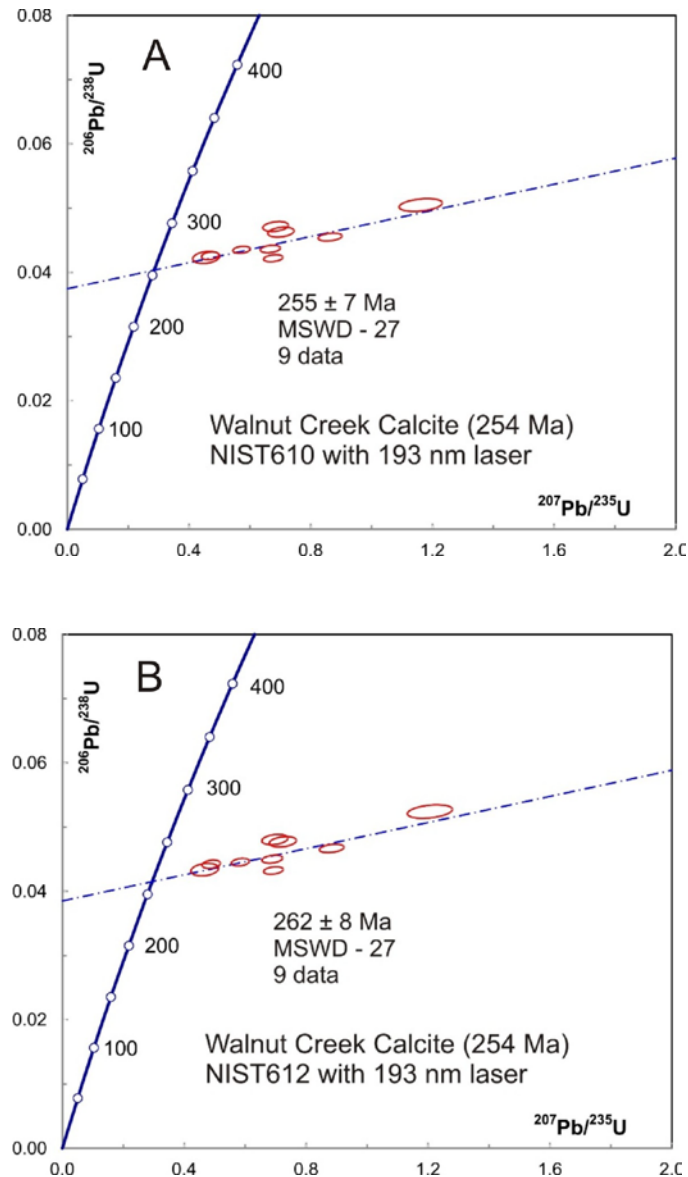 0.08
A
206Pb/238U
400
0.06
300
0.04
200
255 ± 7 Ma
MSWD - 27
9 data
0.02
100
Walnut Creek Calcite (254 Ma)
NIST610 with 193 nm laser
207Pb/235U
0.00
0.0 0.4 0.8 1.2 1.6 2.0
0.08
B
206Pb/238U
400
0.06
300
0.04
200
262 ± 8 Ma
MSWD - 27
9 data
0.02
100
Walnut Creek Calcite (254 Ma)
NIST612 with 193 nm laser
207Pb/235U
0.00
0.0 0.4 0.8 1.2 1.6 2.0